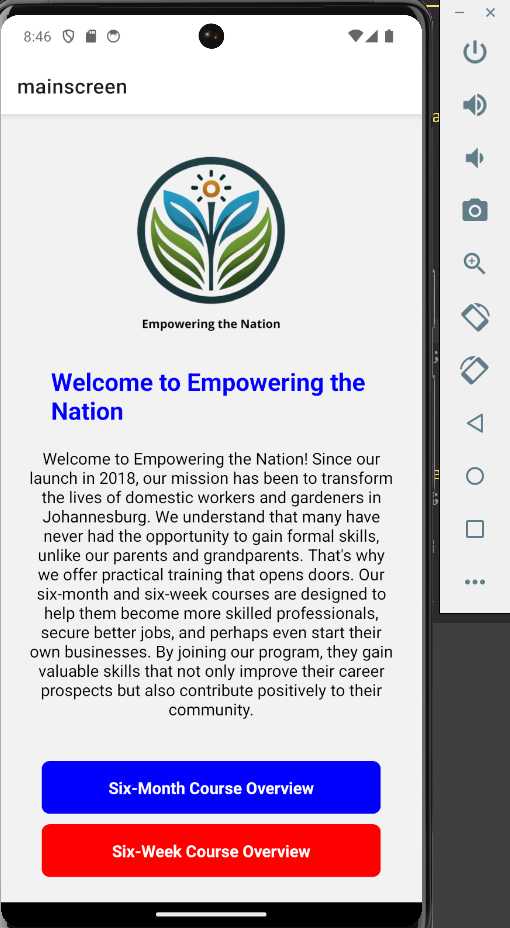 8:46
mainscreen
Empowering the Nation
Welcome to Empowering the
Nation
Welcome to Empowering the Nation! Since our
launch in 2018, our mission has been to transform
the lives of domestic workers and gardeners in
Johannesburg. We understand that many have
never had the opportunity to gain formal skills,
unlike our parents and grandparents. That's why
we offer practical training that opens doors. Our
six-month and six-week courses are designed to
help them become more skilled professionals,
secure better jobs, and perhaps even start their
own businesses. By joining our program, they gain
valuable skills that not only improve their career
prospects but also contribute positively to their
community.
Six-Month Course Overview
Six-Week Course Overview